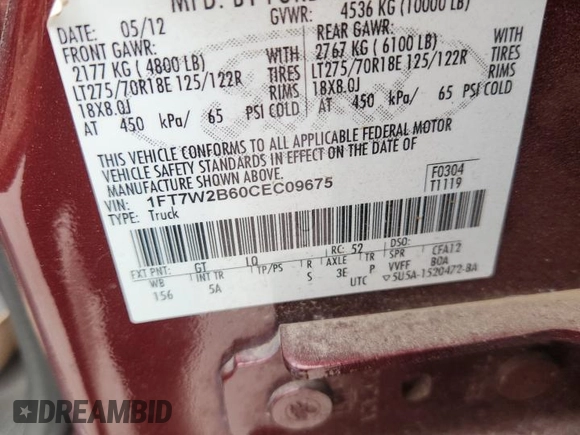 MFD. BY FORD
DATE: 05/12 GVWR: 4536 KG (10000 LB)
FRONT GAWR: REAR GAWR:
2177 KG ( 4800 LB) 2767 KG ( 6100 LB)
LT275/70R18E 125/122R TIRES LT275/70R18E 125/122R TIRES
18X8.0J RIMS 18X8.0J RIMS
AT 450 kPa/ 65 PSI COLD AT 450 kPa/ 65 PSI COLD
THIS VEHICLE CONFORMS TO ALL APPLICABLE FEDERAL MOTOR
VEHICLE SAFETY STANDARDS IN EFFECT ON THE DATE OF
MANUFACTURE SHOWN ABOVE.
VIN: 1FT7W2B60CEC09675 F0304
TYPE: Truck T1119
EXT PNT: GT LQ RC: 52 DSO:
WB INT TR TP/PS R AXLE TR SPR CFA12
156 5A S 3E P VVFF BOA
UTC ▽5U5A-1520472-BA
DREAMBID